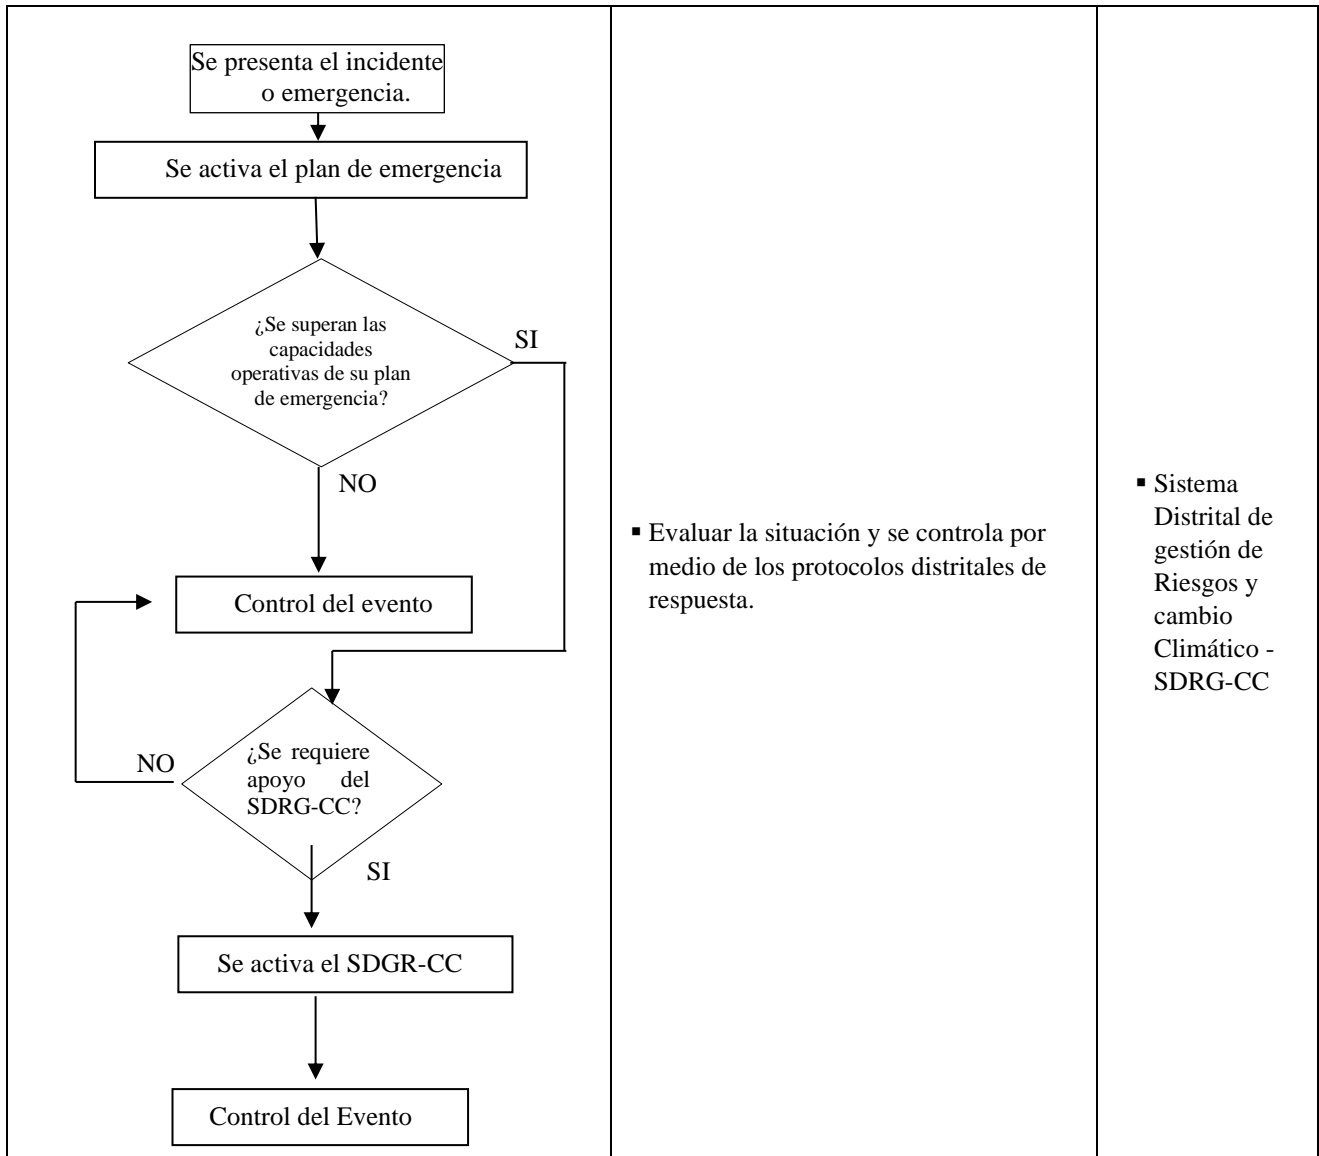 Se presenta el incidente
o emergencia.
Se activa el plan de emergencia
¿Se superan las
capacidades
operativas de su plan
de emergencia?
SI
NO
Control del evento
¿Se requiere
apoyo del
SDRG-CC?
NO
SI
Se activa el SDGR-CC
Control del Evento
▪ Evaluar la situación y se controla por
medio de los protocolos distritales de
respuesta.
▪ Sistema
Distrital de
gestión de
Riesgos y
cambio
Climático -
SDRG-CC